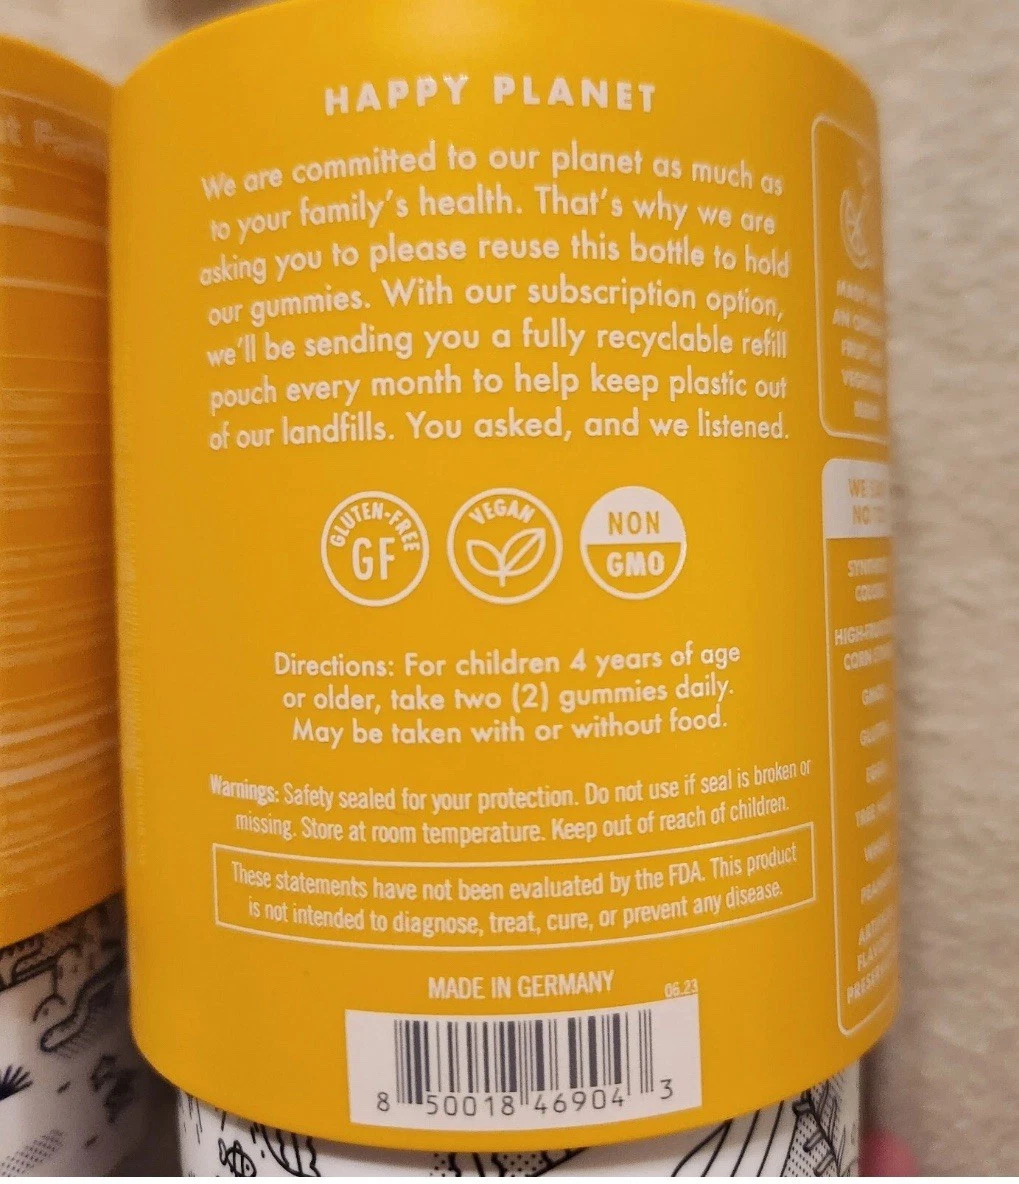 HAPPY PLANET
We are committed to our planet as much as
to your family's health. That's why we are
asking you to please reuse this bottle to hold
our gummies. With our subscription option,
we'll be sending you a fully recyclable refill
pouch every month to help keep plastic out
of our landfills. You asked, and we listened.
GLUTEN-FREE
GF
VEGAN
NON
GMO
Directions: For children 4 years of age
or older, take two (2) gummies daily.
May be taken with or without food.
Warnings: Safety sealed for your protection. Do not use if seal is broken or
missing. Store at room temperature. Keep out of reach of children.
These statements have not been evaluated by the FDA. This product
is not intended to diagnose, treat, cure, or prevent any disease.
MADE IN GERMANY
06.23
8 50018 46904 3
WE